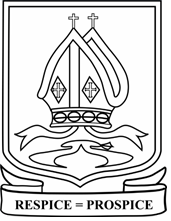 RESPICE = PROSPICE